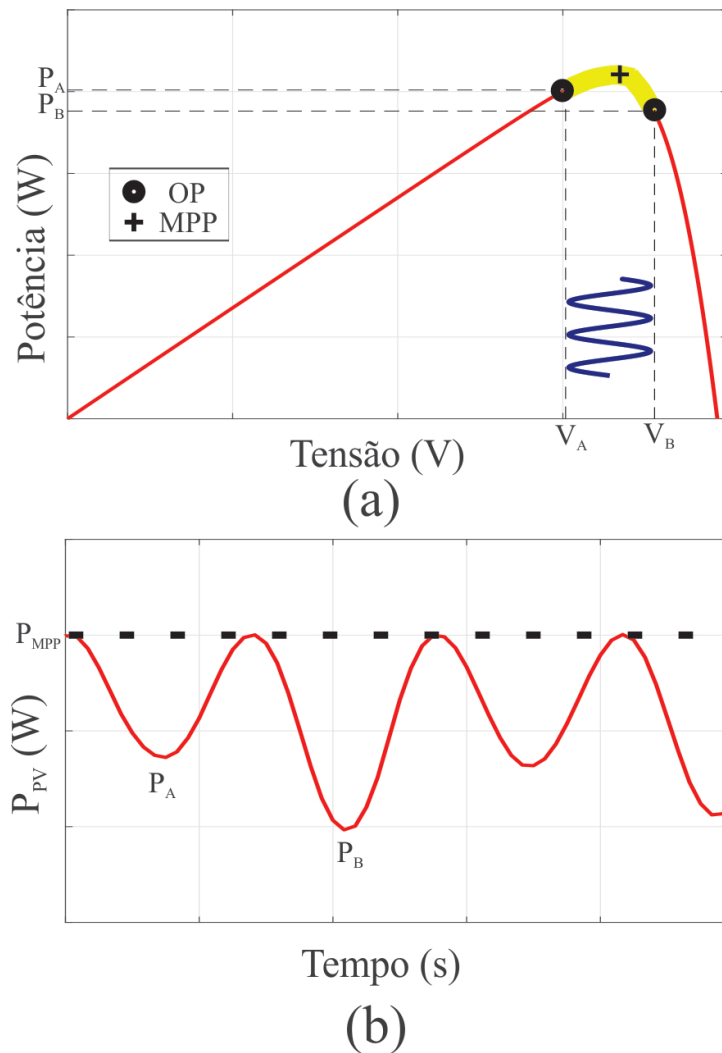 P_A
P_B
Potência (W)
OP
MPP
V_A
V_B
Tensão (V)
(a)
P_MPP
P_PV (W)
P_A
P_B
Tempo (s)
(b)